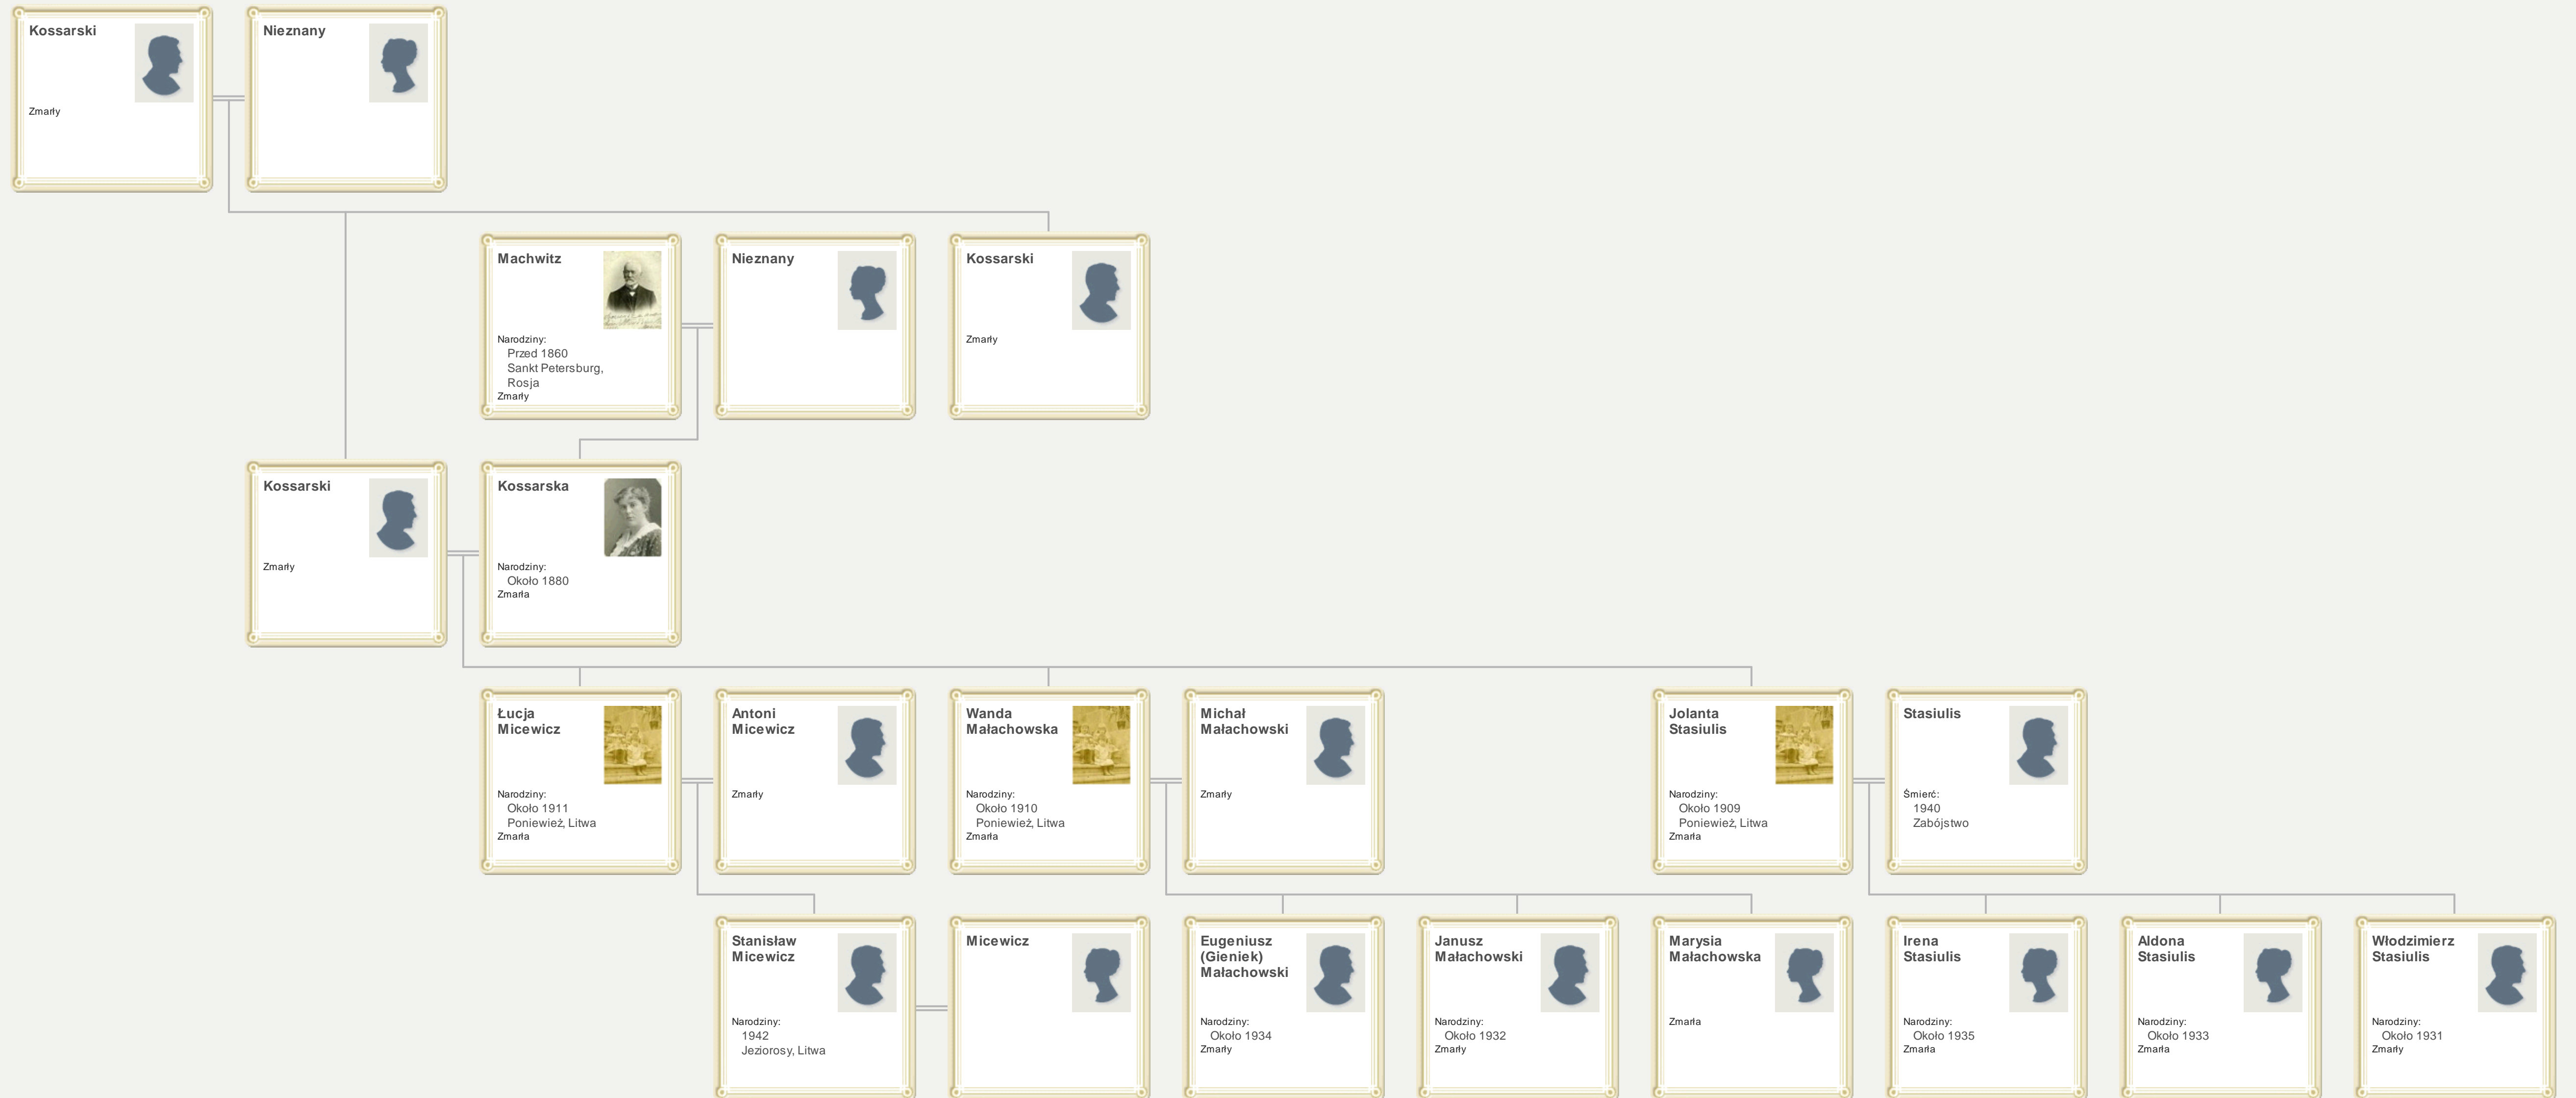 Kossarski
Zmarły
Nieznany
Machwitz
Narodziny:
Przed 1860
Sankt Petersburg,
Rosja
Zmarły
Nieznany
Kossarski
Zmarły
Kossarski
Zmarły
Kossarska
Narodziny:
Około 1880
Zmarła
Łucja
Micewicz
Narodziny:
Około 1911
Poniewież, Litwa
Zmarła
Antoni
Micewicz
Zmarły
Wanda
Małachowska
Narodziny:
Około 1910
Poniewież, Litwa
Zmarła
Michał
Małachowski
Zmarły
Jolanta
Stasiulis
Narodziny:
Około 1909
Poniewież, Litwa
Zmarła
Stasiulis
Śmierć:
1940
Zabójstwo
Stanisław
Micewicz
Narodziny:
1942
Jeziorosy, Litwa
Micewicz
Eugeniusz
(Gieniek)
Małachowski
Narodziny:
Około 1934
Zmarły
Janusz
Małachowski
Narodziny:
Około 1932
Zmarły
Marysia
Małachowska
Zmarła
Irena
Stasiulis
Narodziny:
Około 1935
Zmarła
Aldona
Stasiulis
Narodziny:
Około 1933
Zmarła
Włodzimierz
Stasiulis
Narodziny:
Około 1931
Zmarły